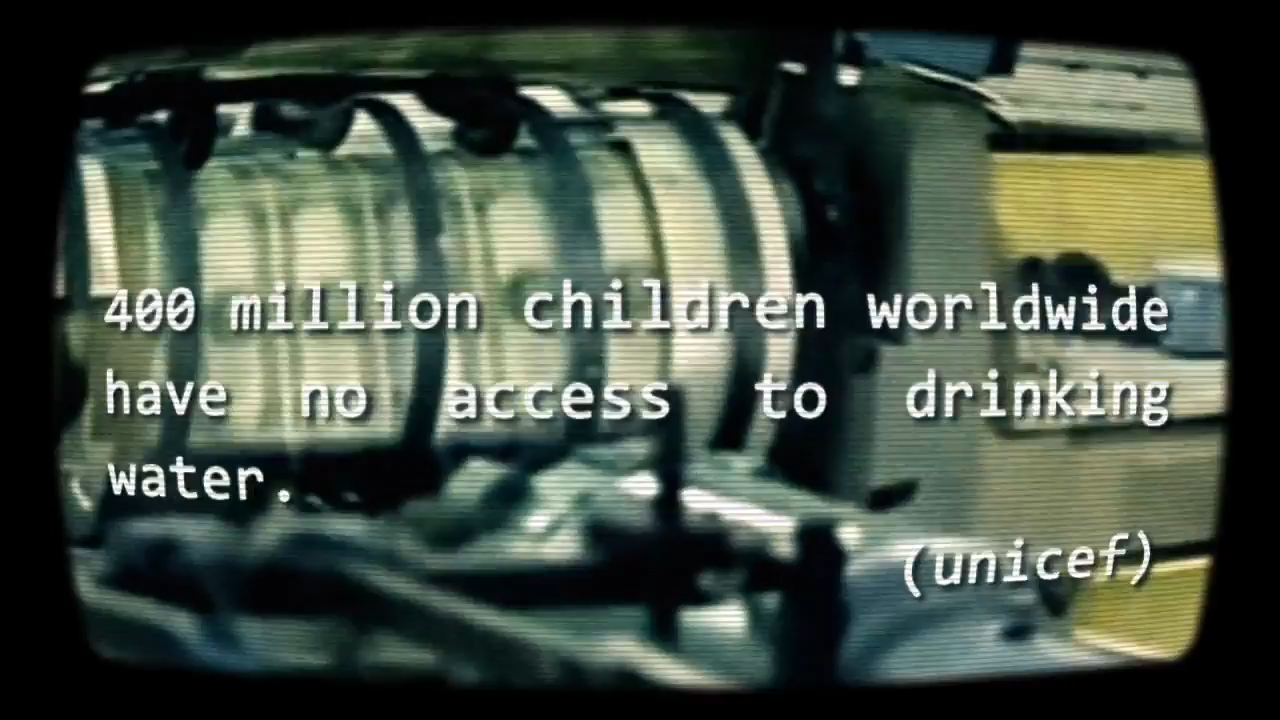 400 million children worldwide
have no access to drinking
water.
(unicef)